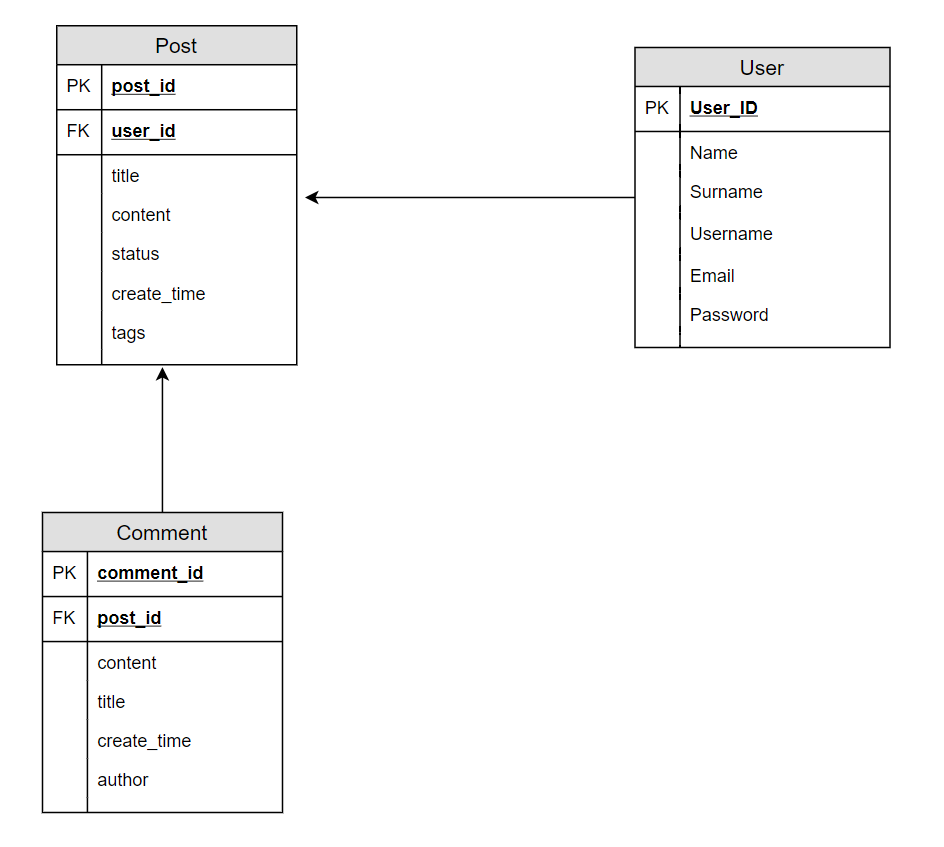 Post
PK post_id
FK user_id
title
content
status
create_time
tags
User
PK User_ID
Name
Surname
Username
Email
Password
Comment
PK comment_id
FK post_id
content
title
create_time
author